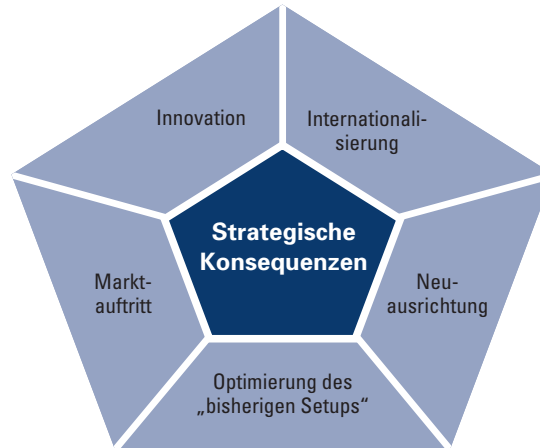 Innovation
Internationali-
sierung
Strategische
Konsequenzen
Markt-
auftritt
Neu-
ausrichtung
Optimierung des
„bisherigen Setups“